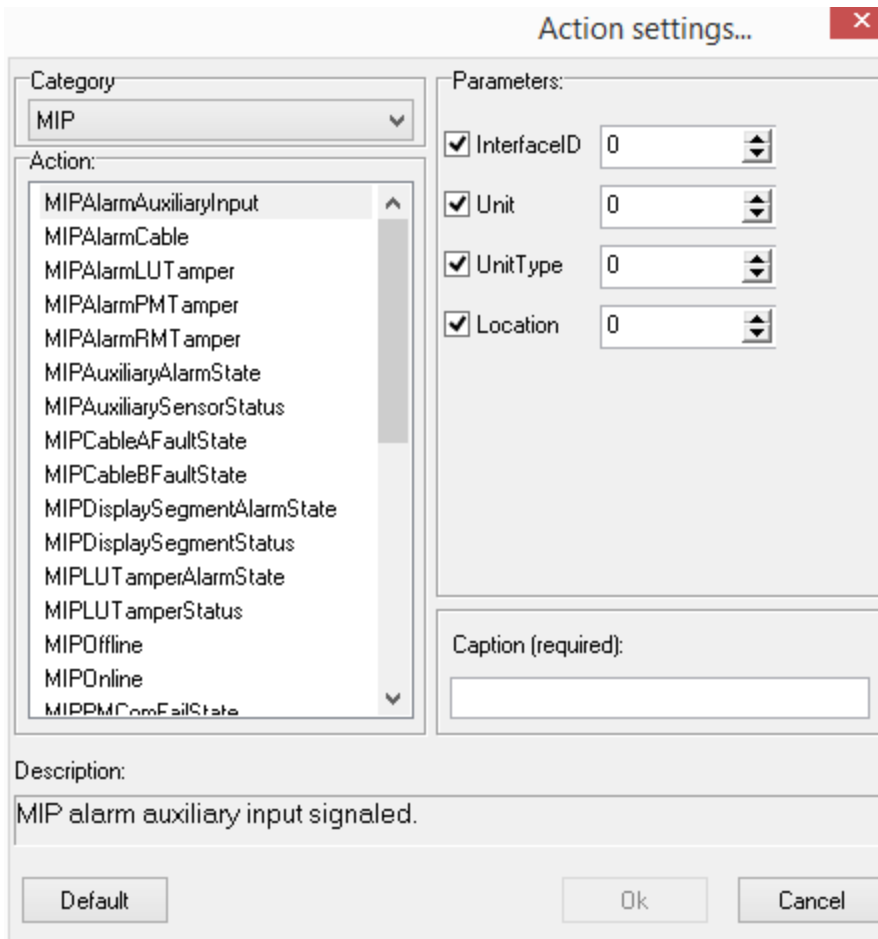 Action settings...
Category
MIP
Action:
MIPAlarmAuxiliaryInput
MIPAlarmCable
MIPAlarmLUTamper
MIPAlarmPMTamper
MIPAlarmRMTamper
MIPAuxiliaryAlarmState
MIPAuxiliarySensorStatus
MIPCableAFaultState
MIPCableBFaultState
MIPDisplaySegmentAlarmState
MIPDisplaySegmentStatus
MIPLUTamperAlarmState
MIPLUTamperStatus
MIPOffline
MIPOnline
MIPPMComFailState
Parameters:
InterfaceID 0
Unit 0
UnitType 0
Location 0
Caption (required):
Description:
MIP alarm auxiliary input signaled.
Default
Ok
Cancel